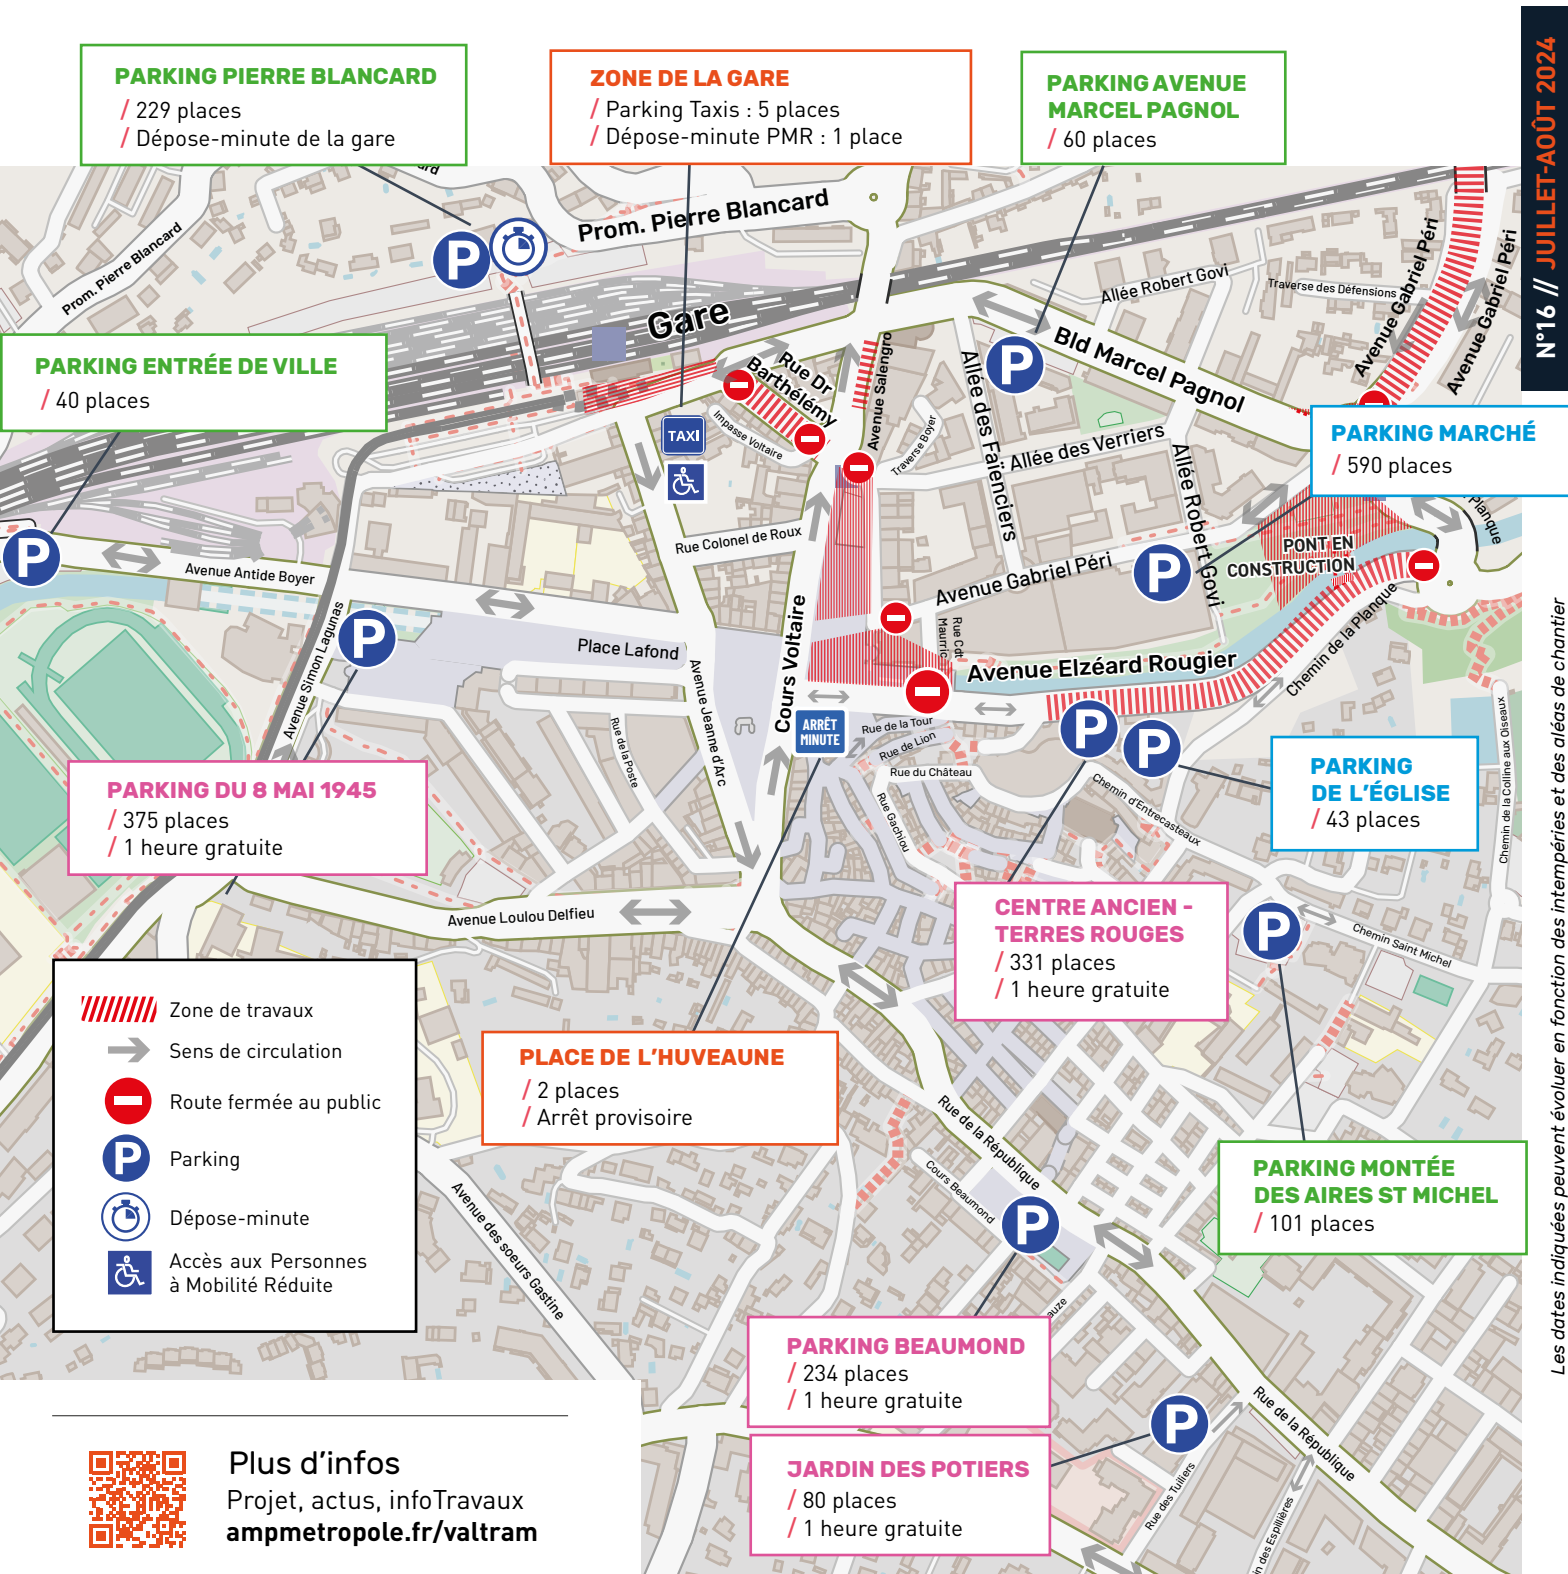 PARKING PIERRE BLANCARD
/ 229 places
/ Dépose-minute de la gare
ZONE DE LA GARE
/ Parking Taxis : 5 places
/ Dépose-minute PMR : 1 place
PARKING AVENUE
MARCEL PAGNOL
/ 60 places
N°16 // JUILLET-AOÛT 2024
ard
Prom. Pierre Blancard
Prom. Pierre Blancard
P
Gare
Allée Robert Govi
Traverse des Défensions
Avenue Gabriel Péri
Avenue Gabriel Péri
PARKING ENTRÉE DE VILLE
/ 40 places
Rue Dr
Barthélémy
Avenue Salengro
Bld Marcel Pagnol
P
Impasse Voltaire
TAXI
Traverse Boyer
Allée des Faïenciers
Allée des Verriers
Allée Robert Govi
PARKING MARCHÉ
/ 590 places
Planque
P
Avenue Antide Boyer
Rue Colonel de Roux
PONT EN
CONSTRUCTION
Avenue Gabriel Péri
P
Avenue Simon Lagunas
P
Place Lafond
Cours Voltaire
Rue Cdt
Maurric
Avenue Elzéard Rougier
Chemin de la Planque
Avenue Jeanne d'Arc
Rue de la Poste
ARRÊT
MINUTE
Rue de la Tour
Rue de Lion
Rue du Château
Rue Gachiou
P
P
Chemin d'Entrecasteaux
Chemin de la Colline aux Oiseaux
PARKING DU 8 MAI 1945
/ 375 places
/ 1 heure gratuite
PARKING
DE L'ÉGLISE
/ 43 places
Avenue Loulou Delfieu
CENTRE ANCIEN -
TERRES ROUGES
/ 331 places
/ 1 heure gratuite
P
Chemin Saint Michel
Zone de travaux
Sens de circulation
Route fermée au public
P Parking
Dépose-minute
Accès aux Personnes
à Mobilité Réduite
PLACE DE L'HUVEAUNE
/ 2 places
/ Arrêt provisoire
Rue de la République
Cours Beaumond
P
Avenue des soeurs Gastine
PARKING MONTÉE
DES AIRES ST MICHEL
/ 101 places
auze
PARKING BEAUMOND
/ 234 places
/ 1 heure gratuite
P
Rue de la République
JARDIN DES POTIERS
/ 80 places
/ 1 heure gratuite
Rue des Tuiliers
in des Espillières
Plus d'infos
Projet, actus, infoTravaux
ampmetropole.fr/valtram
Les dates indiquées peuvent évoluer en fonction des intempéries et des aléas de chantier